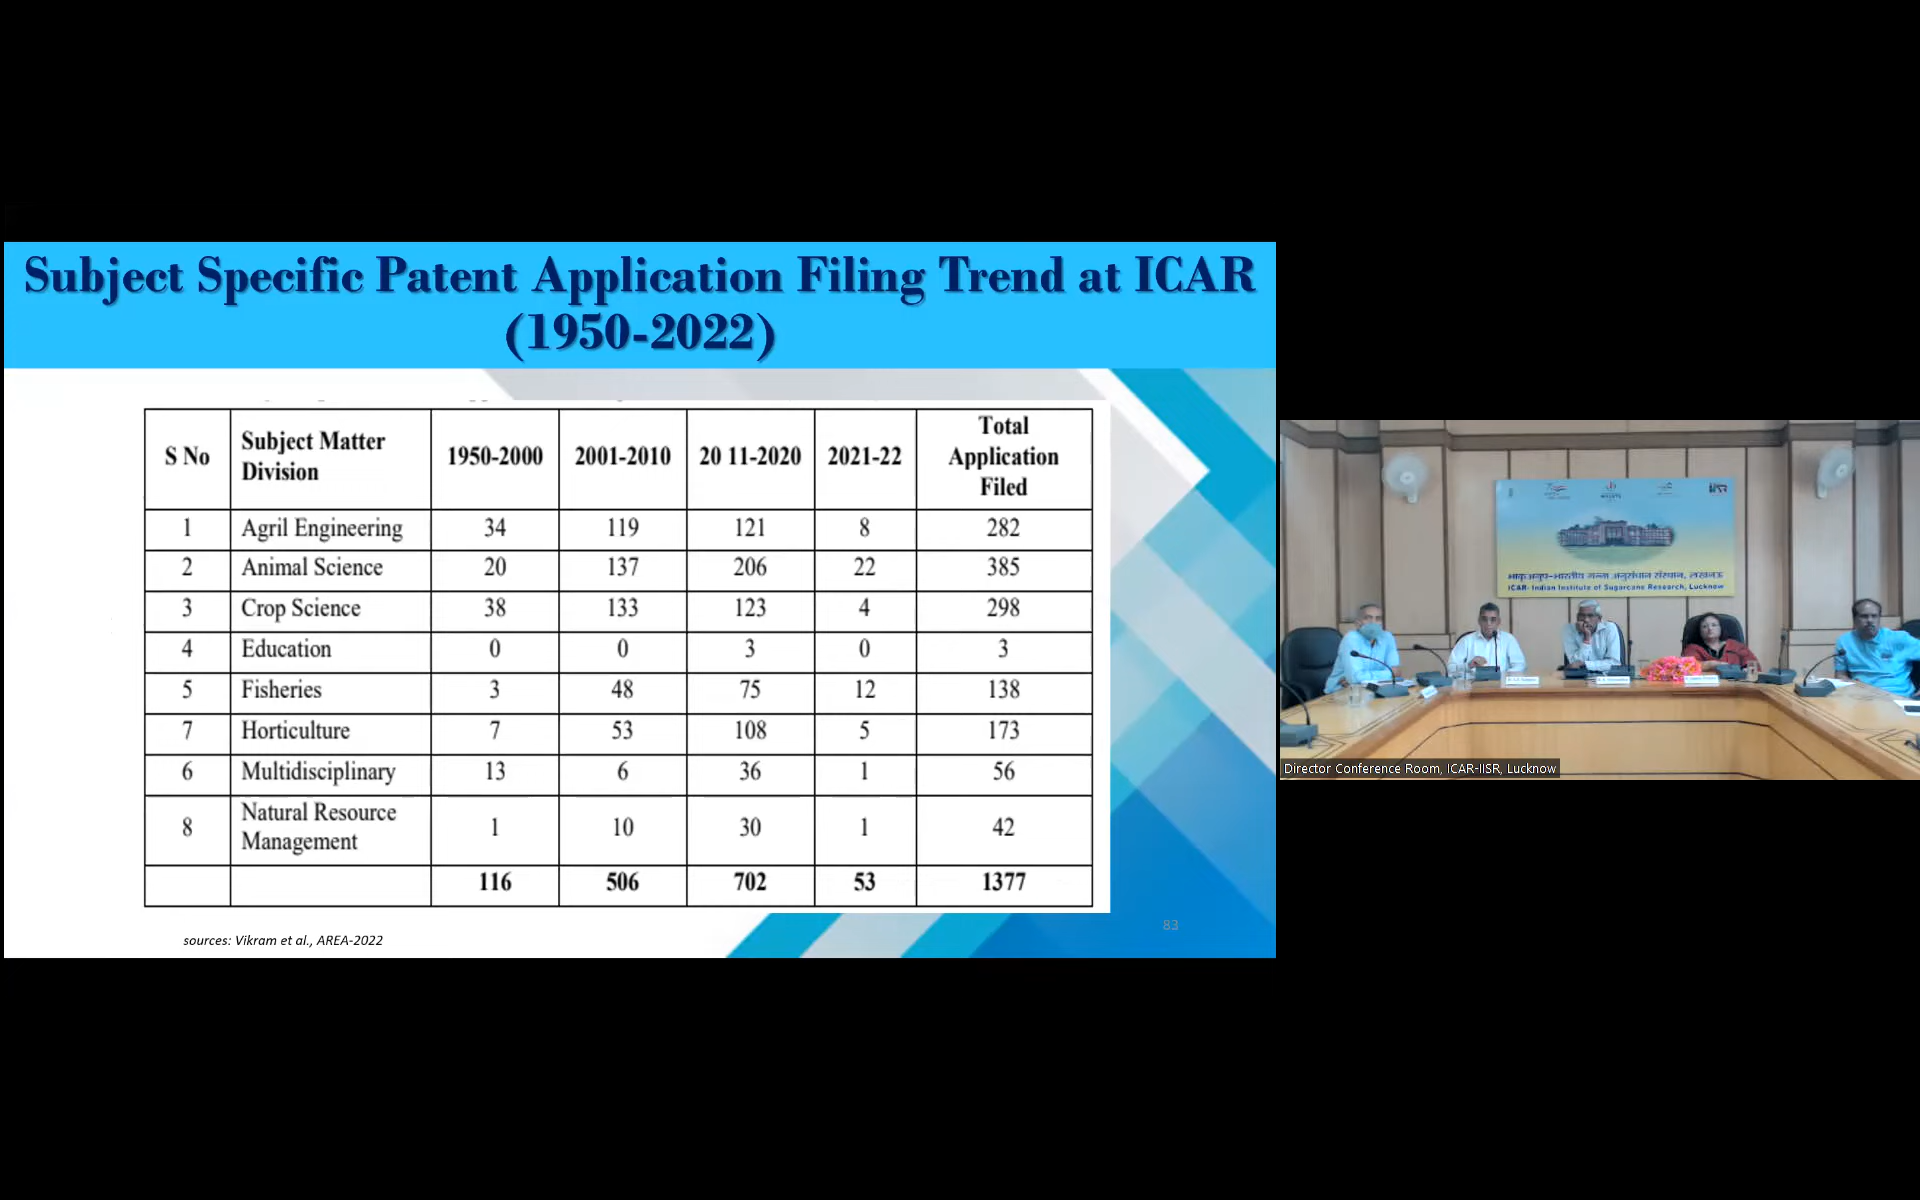 Subject Specific Patent Application Filing Trend at ICAR
(1950-2022)
S No
Subject Matter
Division
1950-2000
2001-2010
20 11-2020
2021-22
Total
Application
Filed
1 Agril Engineering 34 119 121 8 282
2 Animal Science 20 137 206 22 385
3 Crop Science 38 133 123 4 298
4 Education 0 0 3 0 3
5 Fisheries 3 48 75 12 138
7 Horticulture 7 53 108 5 173
6 Multidisciplinary 13 6 36 1 56
8 Natural Resource
Management 1 10 30 1 42
116 506 702 53 1377
sources: Vikram et al., AREA-2022
83
भाकृअनुप-भारतीय गन्ना अनुसंधान संस्थान, लखनऊ
ICAR- Indian Institute of Sugarcane Research, Lucknow
Director Conference Room, ICAR-IISR, Lucknow